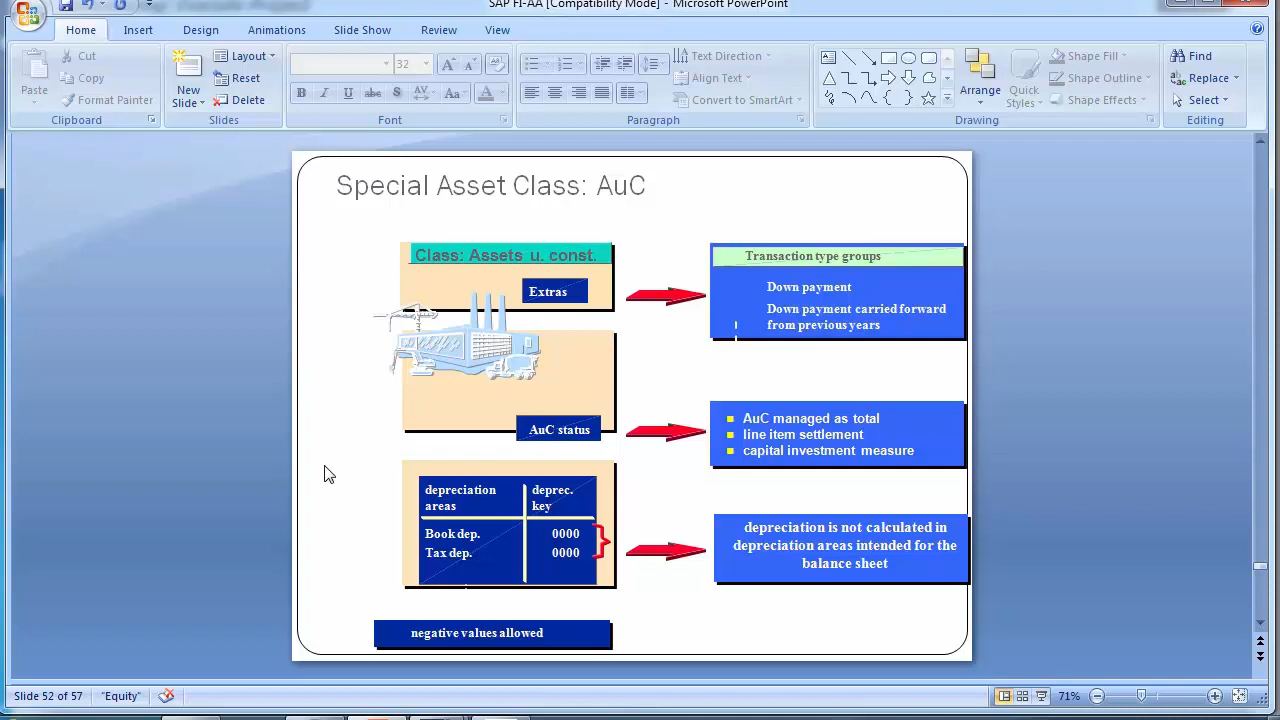 SAP FI-AA [Compatibility Mode] - Microsoft PowerPoint
Home Insert Design Animations Slide Show Review View
Paste
Cut
Copy
Format Painter
Clipboard
New Slide
Layout
Reset
Delete
Slides
32
B I U abc S AV Aa A
Font
Paragraph
Text Direction
Align Text
Convert to SmartArt
Arrange
Quick Styles
Shape Fill
Shape Outline
Shape Effects
Drawing
Find
Replace
Select
Editing
Special Asset Class: AuC
Class: Assets u. const.
Extras
Transaction type groups
Down payment
Down payment carried forward
from previous years
AuC status
AuC managed as total
line item settlement
capital investment measure
depreciation areas
deprec. key
Book dep. 0000
Tax dep. 0000
depreciation is not calculated in
depreciation areas intended for the
balance sheet
negative values allowed
Slide 52 of 57 "Equity" 71%